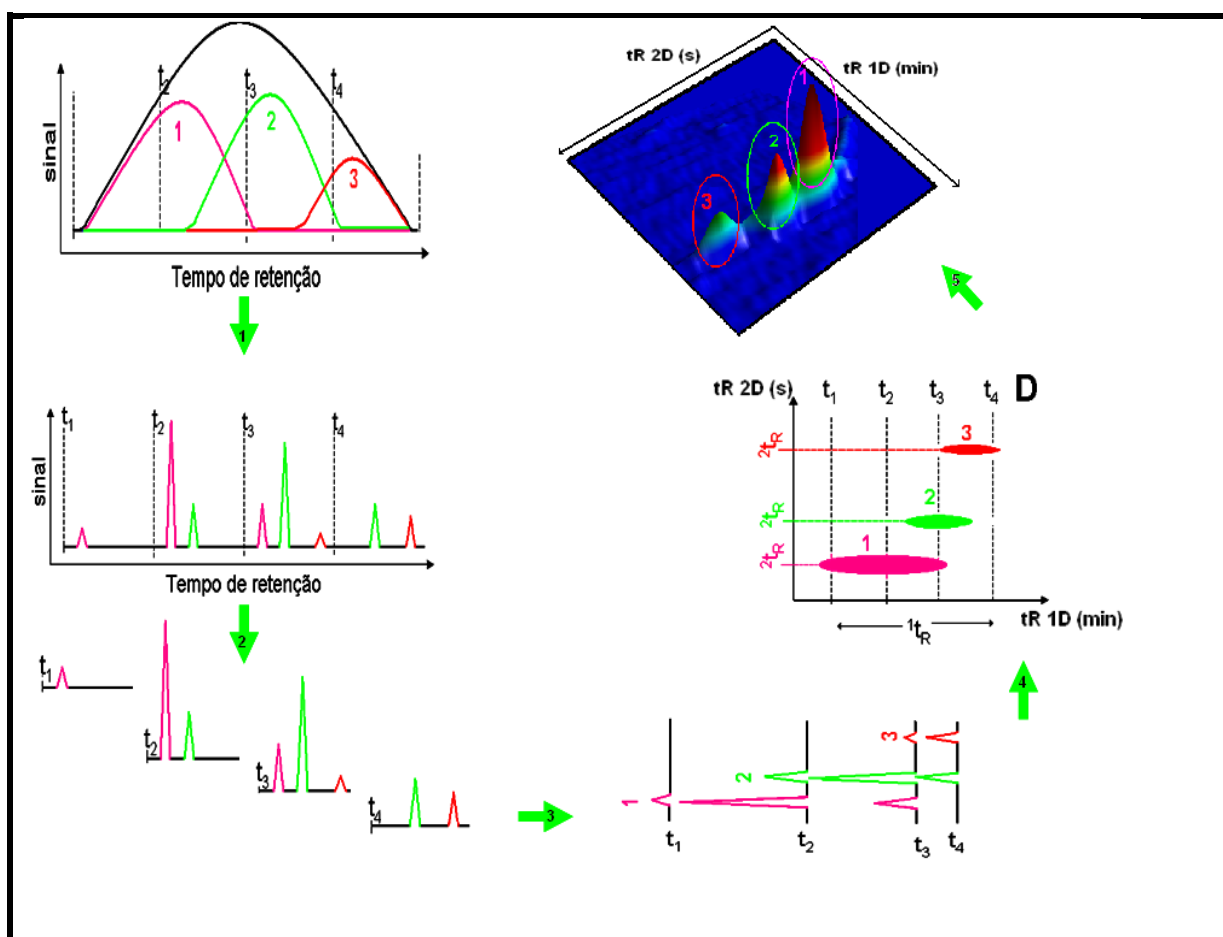 sinal
t2
t3
t4
1
2
3
Tempo de retenção
1
sinal
t1
t2
t3
t4
Tempo de retenção
2
t1
t2
t3
t4
3
1
2
3
t1
t2
t3
t4
4
tR 2D (s)
t1
t2
t3
t4
D
2tR
3
2tR
2
2tR
1
1tR
tR 1D (min)
5
tR 2D (s)
tR 1D (min)
1
2
3